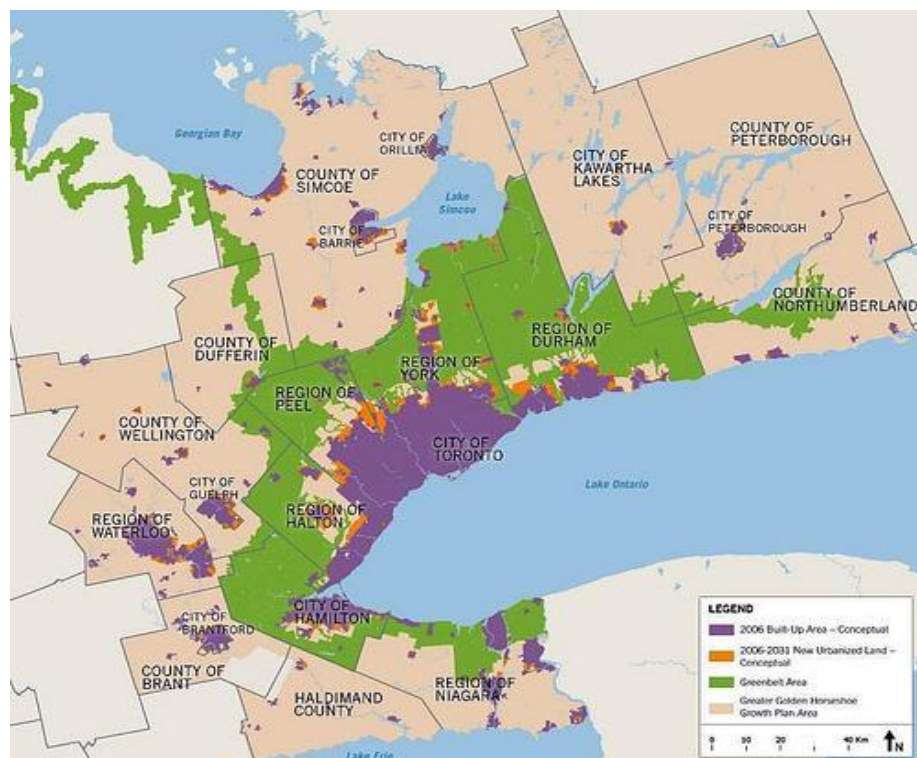 Georgian Bay
CITY OF
ORILLIA
COUNTY OF
SIMCOE
Lake
Simcoe
CITY OF
BARRIE
CITY OF
KAWARTHA
LAKES
COUNTY OF
PETERBOROUGH
CITY OF
PETERBOROUGH
COUNTY OF
NORTHUMBERLAND
REGION OF
DURHAM
COUNTY OF
DUFFERIN
REGION OF
YORK
REGION OF
PEEL
COUNTY OF
WELLINGTON
CITY OF
TORONTO
CITY OF
GUELPH
Lake Ontario
REGION OF
WATERLOO
REGION OF
HALTON
CITY OF
HAMILTON
CITY OF
BRANTFORD
COUNTY OF
BRANT
HALDIMAND
COUNTY
REGION OF
NIAGARA
Lake Erie
LEGEND
2006 Built-Up Area – Conceptual
2006-2031 New Urbanized Land –
Conceptual
Greenbelt Area
Greater Golden Horseshoe
Growth Plan Area
0 10 20 40 Km
N